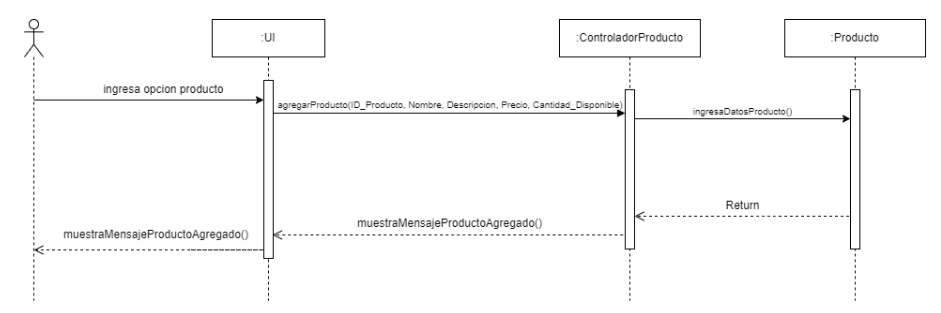 :UI
:ControladorProducto
:Producto
ingresa opcion producto
agregarProducto(ID_Producto, Nombre, Descripcion, Precio, Cantidad_Disponible)
ingresaDatosProducto()
Return
muestraMensajeProductoAgregado()
muestraMensajeProductoAgregado()